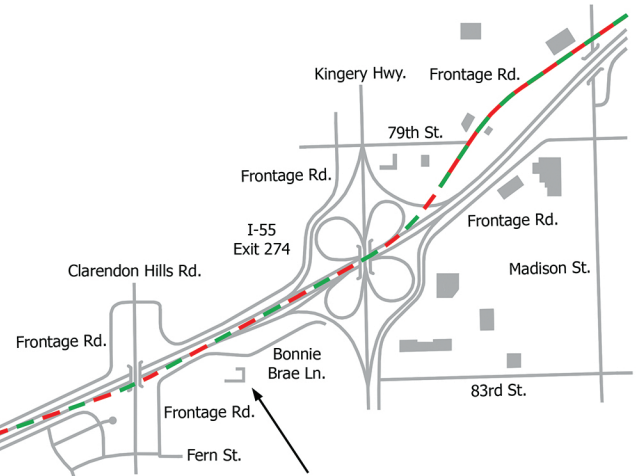 Kingery Hwy.
Frontage Rd.
79th St.
Frontage Rd.
I-55
Exit 274
Frontage Rd.
Clarendon Hills Rd.
Madison St.
Frontage Rd.
Bonnie
Brae Ln.
83rd St.
Frontage Rd.
Fern St.